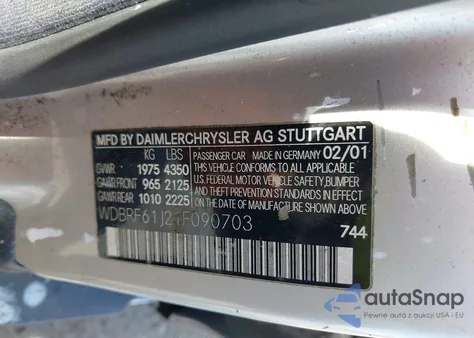 MFD BY DAIMLERCHRYSLER AG STUTTGART
KG LBS PASSENGER CAR MADE IN GERMANY 02/01
GVWR 1975 4350 THIS VEHICLE CONFORMS TO ALL APPLICABLE
GAWR FRONT 965 2125 U.S. FEDERAL MOTOR VEHICLE SAFETY, BUMPER
GAWR REAR 1010 2225 AND THEFT PREVENTION STANDARDS IN EFFECT
ON THE DATE OF MANUFACTURE SHOWN ABOVE
WDBRF61J21F090703
744
autoSnap
Pewne auta z aukcji USA i EU